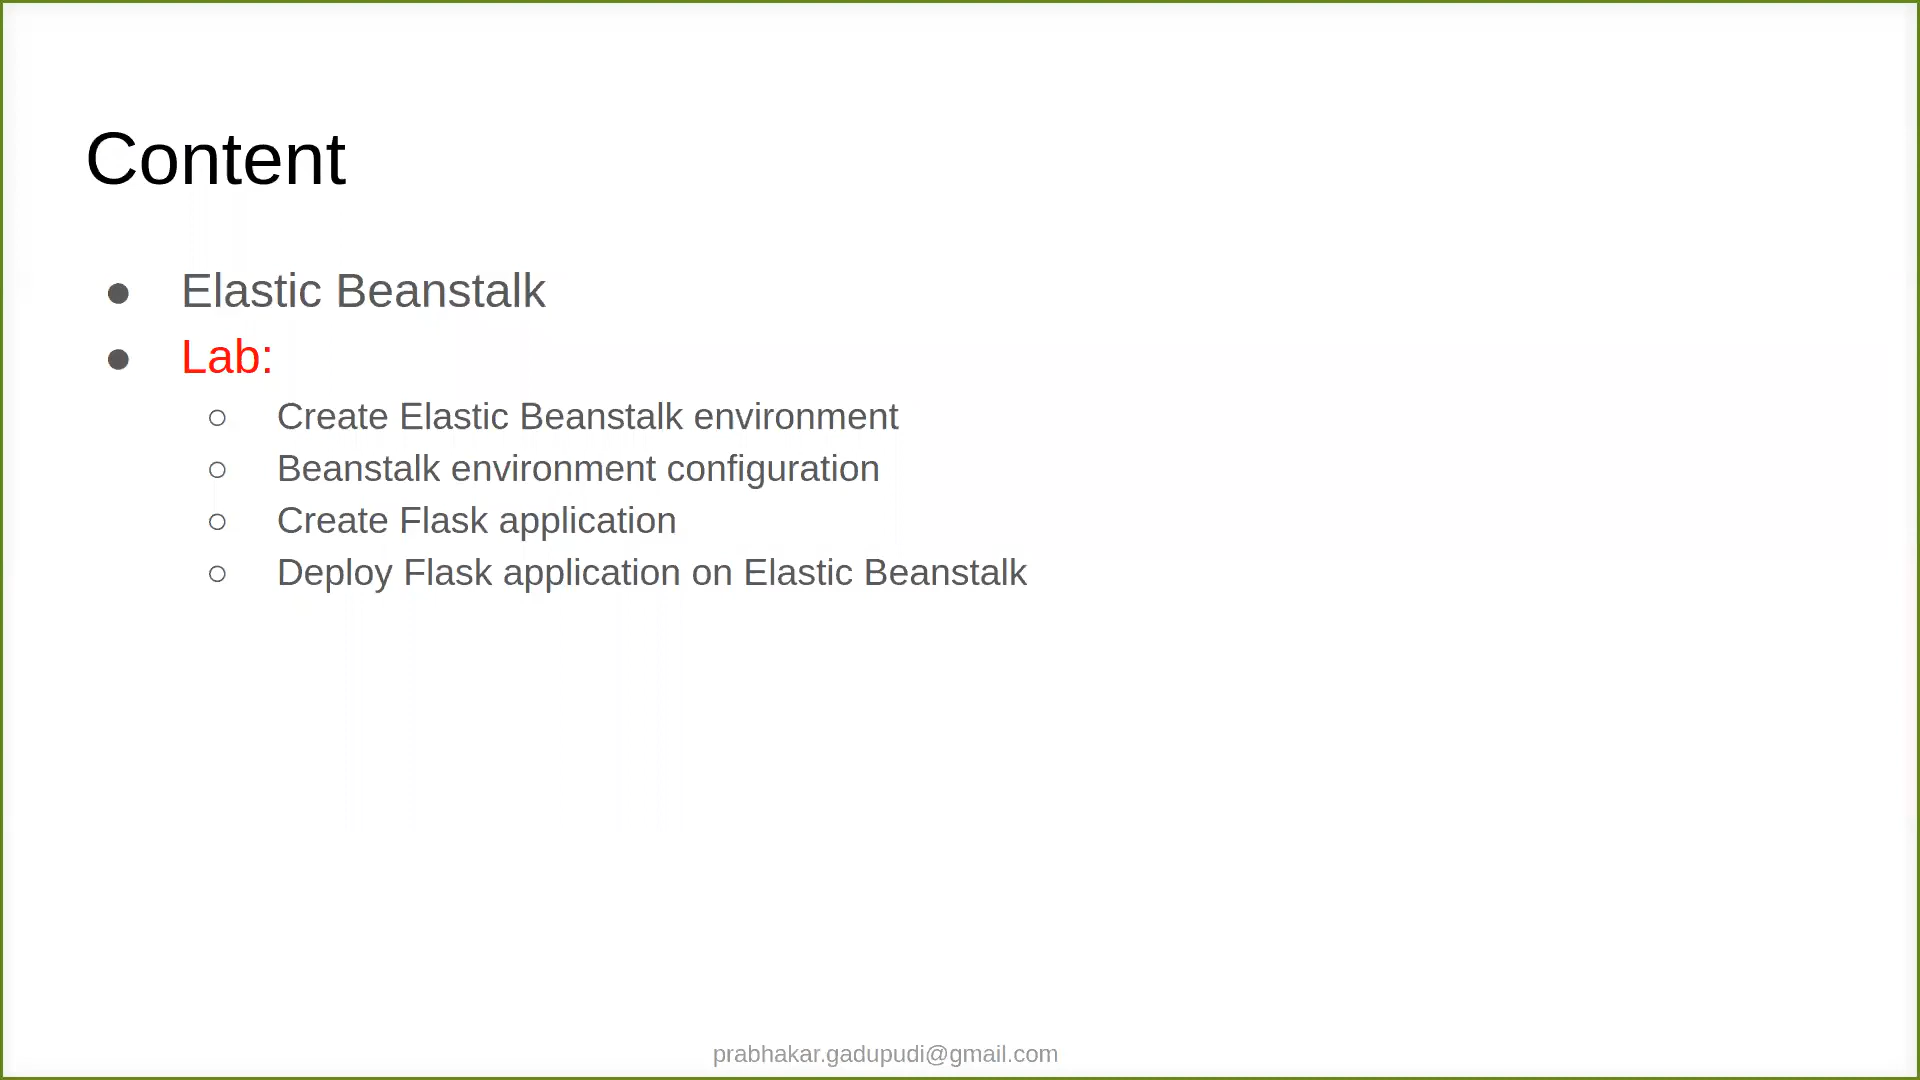 Content
● Elastic Beanstalk
● Lab:
○ Create Elastic Beanstalk environment
○ Beanstalk environment configuration
○ Create Flask application
○ Deploy Flask application on Elastic Beanstalk
prabhakar.gadupudi@gmail.com